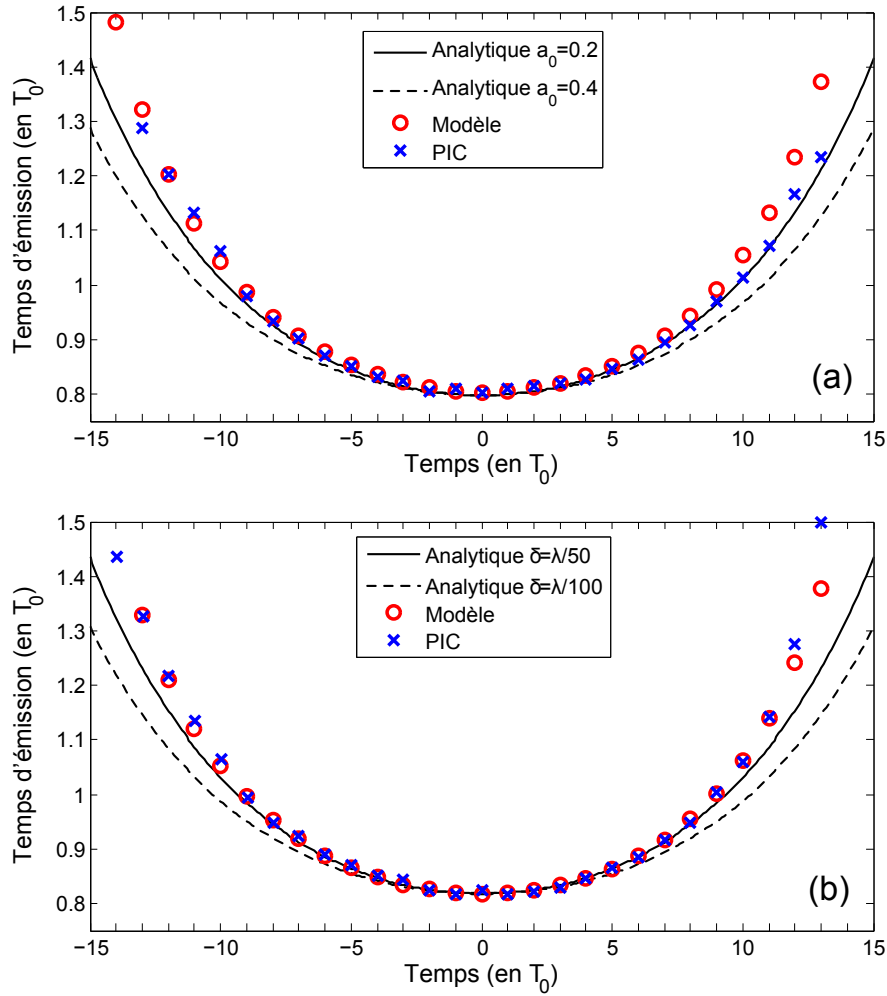 1.5
1.4
1.3
1.2
1.1
1
0.9
0.8
Temps d'émission (en T0)
Analytique a0=0.2
Analytique a0=0.4
Modèle
PIC
(a)
−15 −10 −5 0 5 10 15
Temps (en T0)
1.5
1.4
1.3
1.2
1.1
1
0.9
0.8
Temps d'émission (en T0)
Analytique δ=λ/50
Analytique δ=λ/100
Modèle
PIC
(b)
−15 −10 −5 0 5 10 15
Temps (en T0)